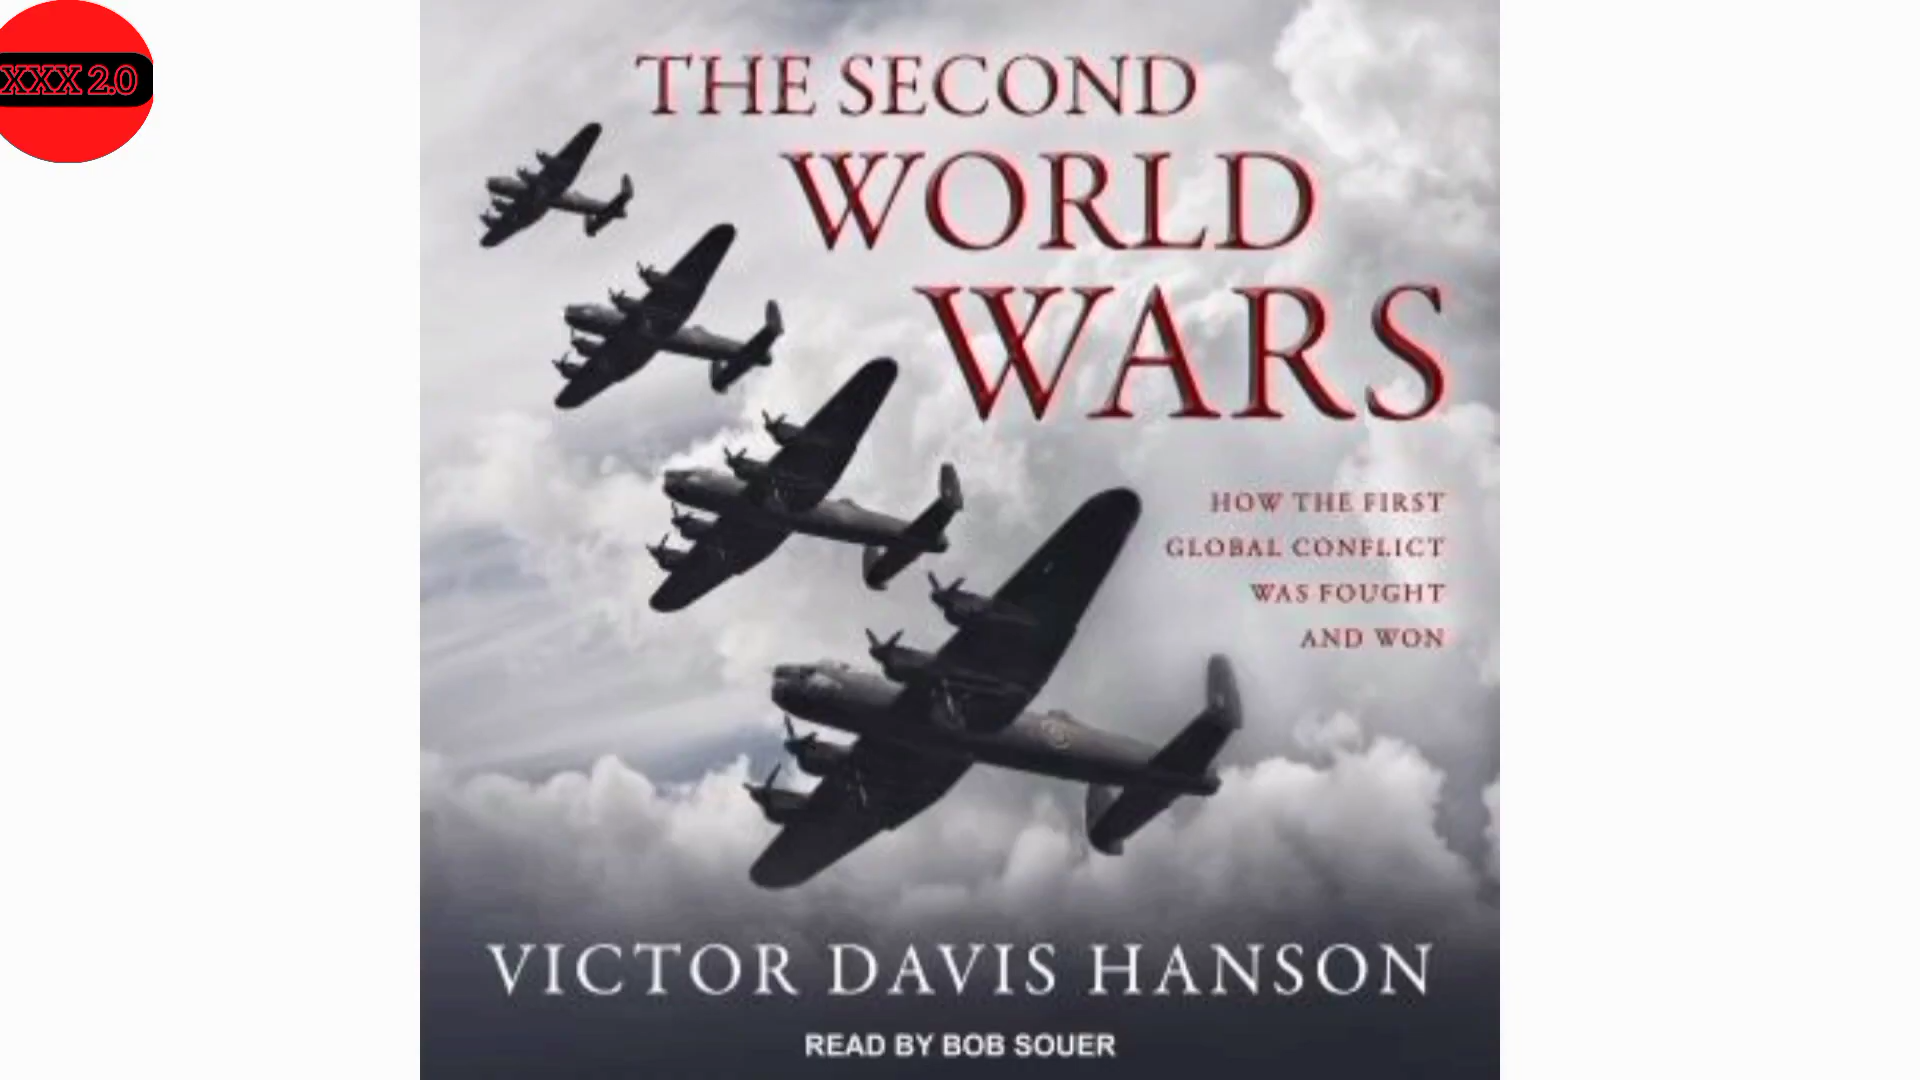 XXX 2.0
THE SECOND
WORLD
WARS
HOW THE FIRST
GLOBAL CONFLICT
WAS FOUGHT
AND WON
VICTOR DAVIS HANSON
READ BY BOB SOUER